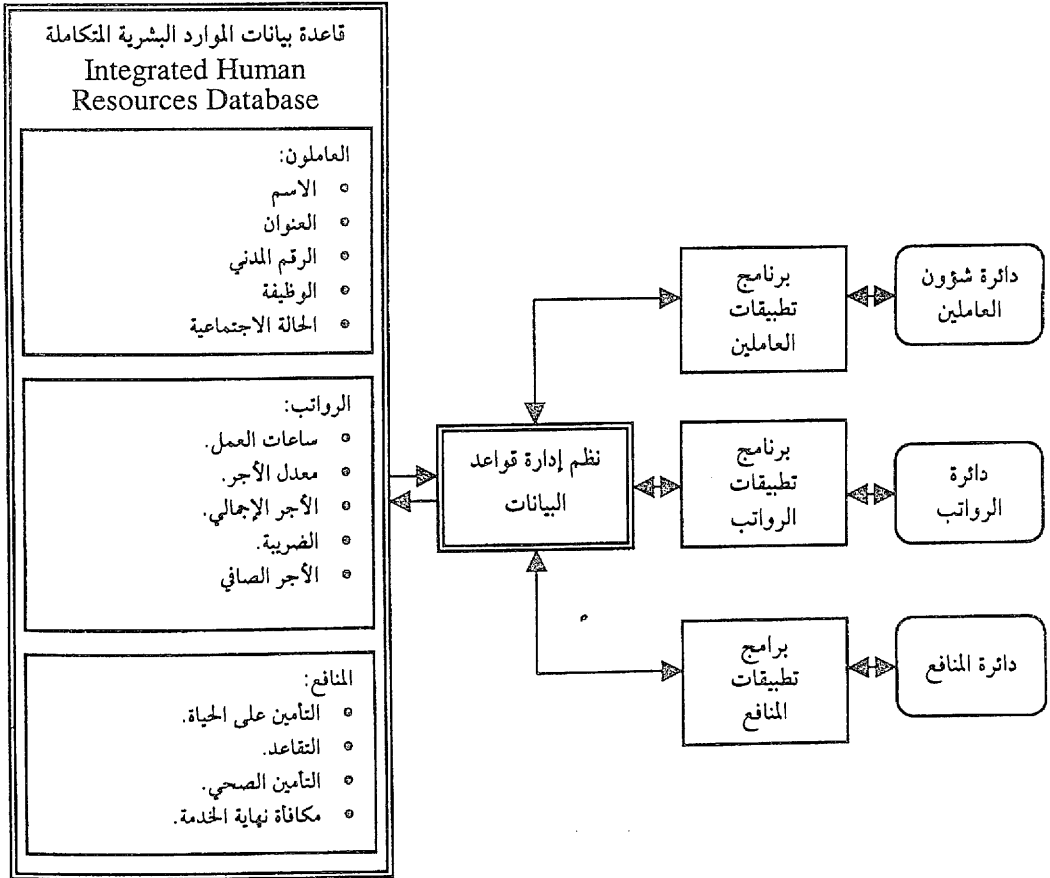 قاعدة بيانات الموارد البشرية المتكاملة
Integrated Human
Resources Database
العاملون:
الاسم
العنوان
الرقم المدني
الوظيفة
الحالة الاجتماعية
الرواتب:
ساعات العمل.
معدل الأجر.
الأجر الإجمالي.
الضريبة.
الأجر الصافي
المنافع:
التأمين على الحياة.
التقاعد.
التأمين الصحي.
مكافأة نهاية الخدمة.
نظم إدارة قواعد
البيانات
برنامج
تطبيقات
العاملين
دائرة شؤون
العاملين
برنامج
تطبيقات
الرواتب
دائرة
الرواتب
برامج
تطبيقات
المنافع
دائرة المنافع